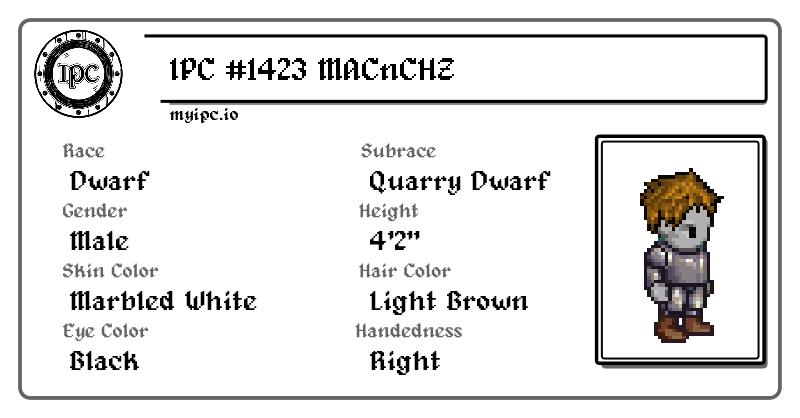 IPC
IPC #1423 MACnCHZ
myipc.io
Race
Subrace
Dwarf
Quarry Dwarf
Gender
Height
Male
4'2"
Skin Color
Hair Color
Marbled White
Light Brown
Eye Color
Handedness
Black
Right